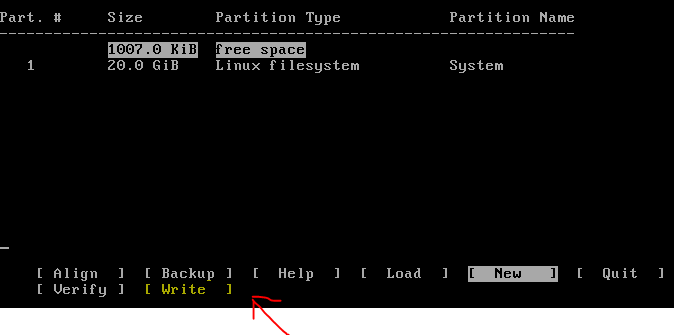 Part. # Size Partition Type Partition Name
----------------------------------------------------------------
1007.0 KiB free space
1 20.0 GiB Linux filesystem System
[ Align ] [ Backup ] [ Help ] [ Load ] [ New ] [ Quit ]
[ Verify ] [ Write ]